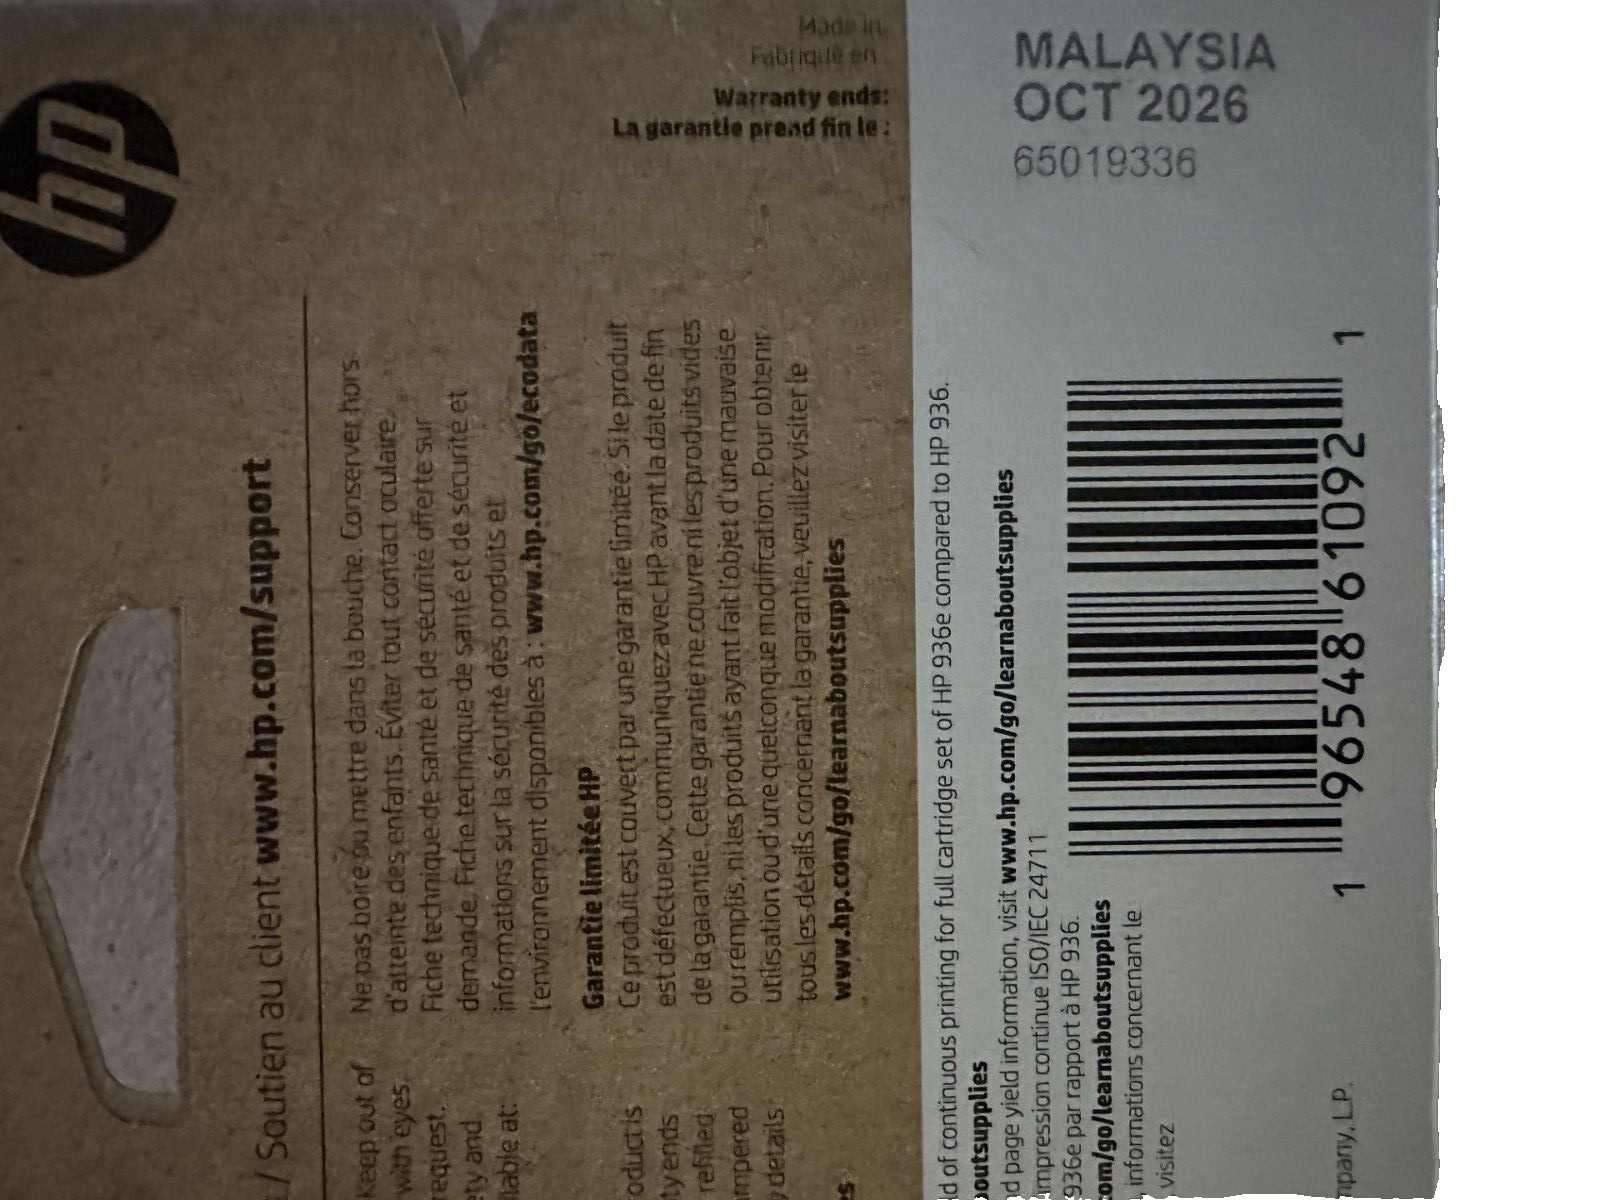 hp
Made in
Fabriqué en
Warranty ends:
La garantie prend fin le :
MALAYSIA
OCT 2026
65019336
/ Soutien au client www.hp.com/support
Ne pas boire ou mettre dans la bouche. Conserver hors
d'atteinte des enfants. Éviter tout contact oculaire.
Fiche technique de santé et de sécurité offerte sur
demande. Fiche technique de santé et de sécurité et
informations sur la sécurité des produits et
l'environnement disponibles à : www.hp.com/go/ecodata
Garantie limitée HP
Ce produit est couvert par une garantie limitée. Si le produit
est défectueux, communiquez avec HP avant la date de fin
de la garantie. Cette garantie ne couvre ni les produits vides
ou remplis, ni les produits ayant fait l'objet d'une mauvaise
utilisation ou d'une quelconque modification. Pour obtenir
tous les détails concernant la garantie, veuillez visiter le
www.hp.com/go/learnaboutsupplies
keep out of
with eyes
request.
ety and
lable at:
oduct is
ty ends
refilled
mpered
details
es
d of continuous printing for full cartridge set of HP 936e compared to HP 936.
outsupplies
d page yield information, visit www.hp.com/go/learnaboutsupplies
mpression continue ISO/IEC 24711
936e par rapport à HP 936.
com/go/learnaboutsupplies
informations concernant le
visitez
mpany, L.P.
1 96548 61092 1